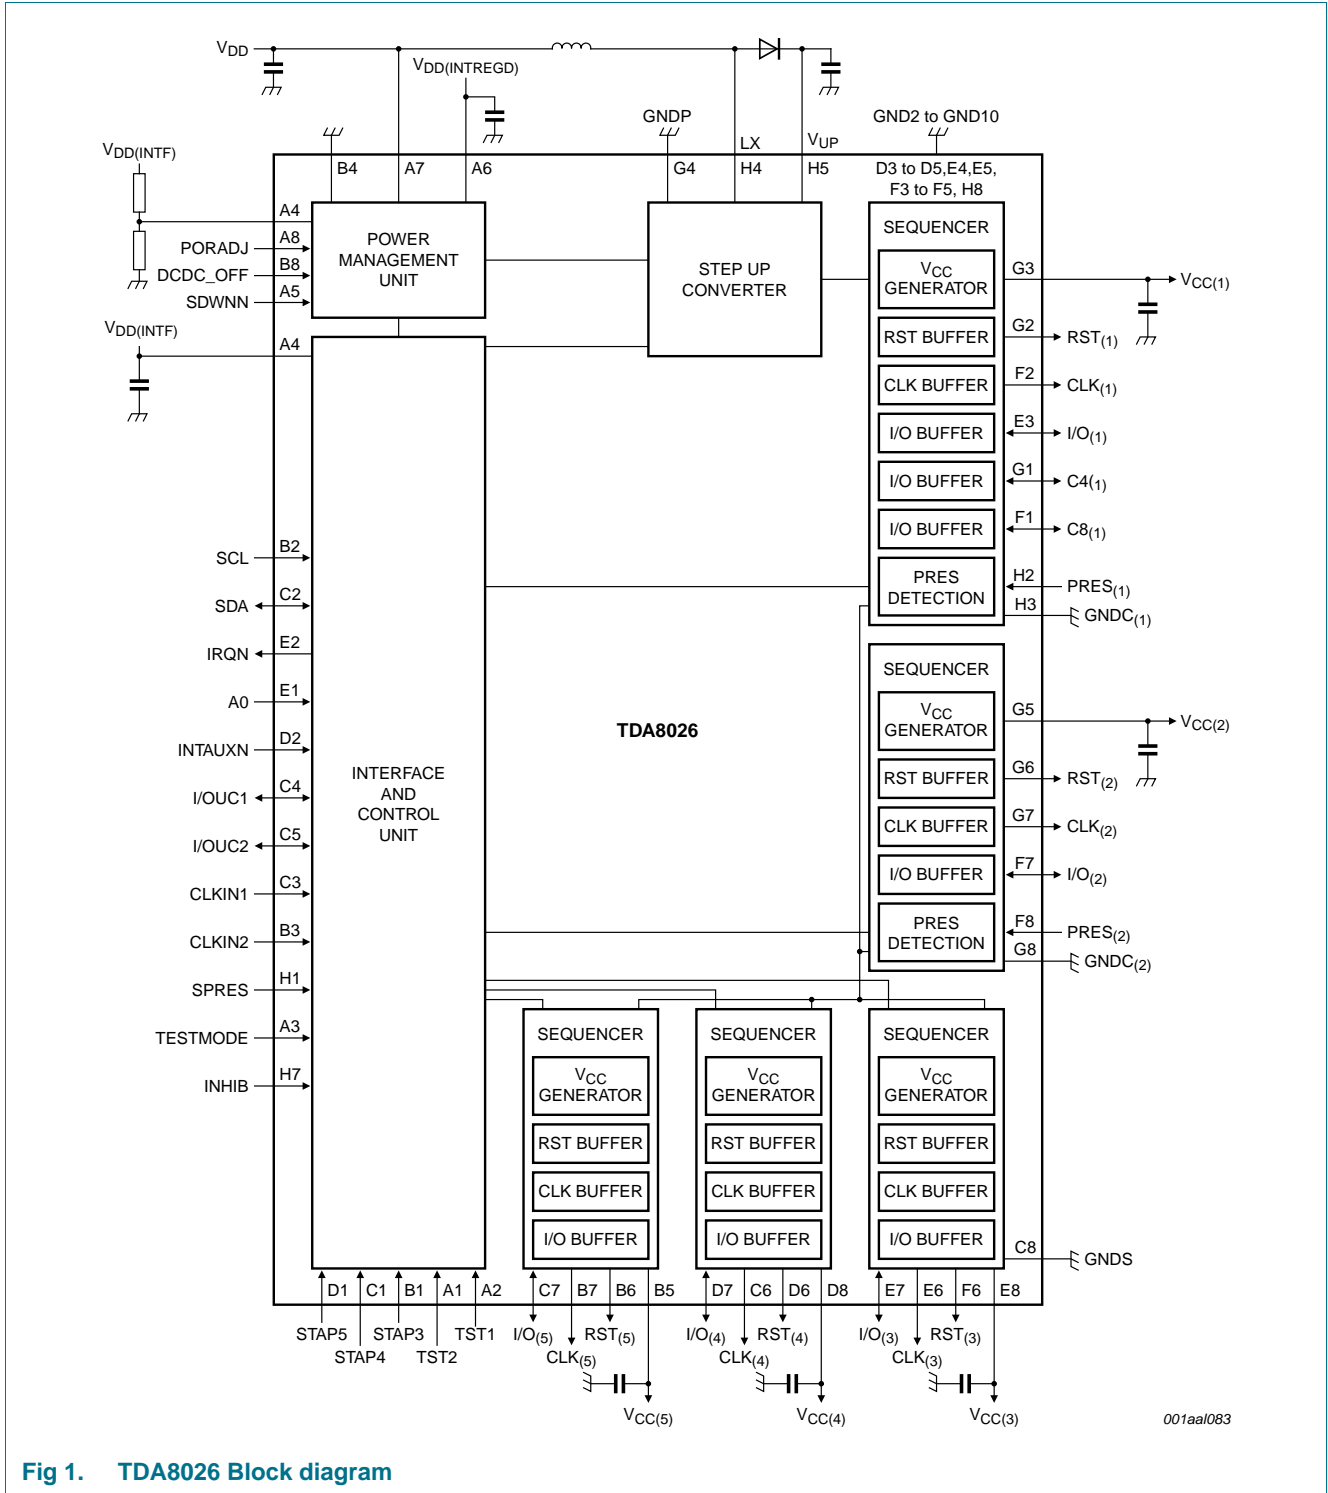 VDD
VDD(INTREGD)
GNDP
GND2 to GND10
LX
VUP
VDD(INTF)
B4
A7
A6
G4
H4
H5
D3 to D5,E4,E5,
F3 to F5, H8
A4
PORADJ
A8
DCDC_OFF
B8
SDWNN
A5
POWER
MANAGEMENT
UNIT
STEP UP
CONVERTER
SEQUENCER
VCC
GENERATOR
G3
VCC(1)
RST BUFFER
G2
RST(1)
CLK BUFFER
F2
CLK(1)
I/O BUFFER
E3
I/O(1)
I/O BUFFER
G1
C4(1)
I/O BUFFER
F1
C8(1)
PRES
DETECTION
H2
PRES(1)
H3
GNDC(1)
VDD(INTF)
A4
SCL
B2
SDA
C2
IRQN
E2
A0
E1
INTAUXN
D2
I/OUC1
C4
I/OUC2
C5
CLKIN1
C3
CLKIN2
B3
SPRES
H1
TESTMODE
A3
INHIB
H7
INTERFACE
AND
CONTROL
UNIT
TDA8026
SEQUENCER
VCC
GENERATOR
G5
VCC(2)
RST BUFFER
G6
RST(2)
CLK BUFFER
G7
CLK(2)
I/O BUFFER
F7
I/O(2)
PRES
DETECTION
F8
PRES(2)
G8
GNDC(2)
SEQUENCER
VCC
GENERATOR
RST BUFFER
CLK BUFFER
I/O BUFFER
SEQUENCER
VCC
GENERATOR
RST BUFFER
CLK BUFFER
I/O BUFFER
SEQUENCER
VCC
GENERATOR
RST BUFFER
CLK BUFFER
I/O BUFFER
C8
GNDS
D1
C1
B1
A1
A2
C7
B7
B6
B5
D7
C6
D6
D8
E7
E6
F6
E8
STAP5
STAP4
STAP3
TST2
TST1
I/O(5)
CLK(5)
RST(5)
VCC(5)
I/O(4)
CLK(4)
RST(4)
VCC(4)
I/O(3)
CLK(3)
RST(3)
VCC(3)
001aal083
Fig 1. TDA8026 Block diagram